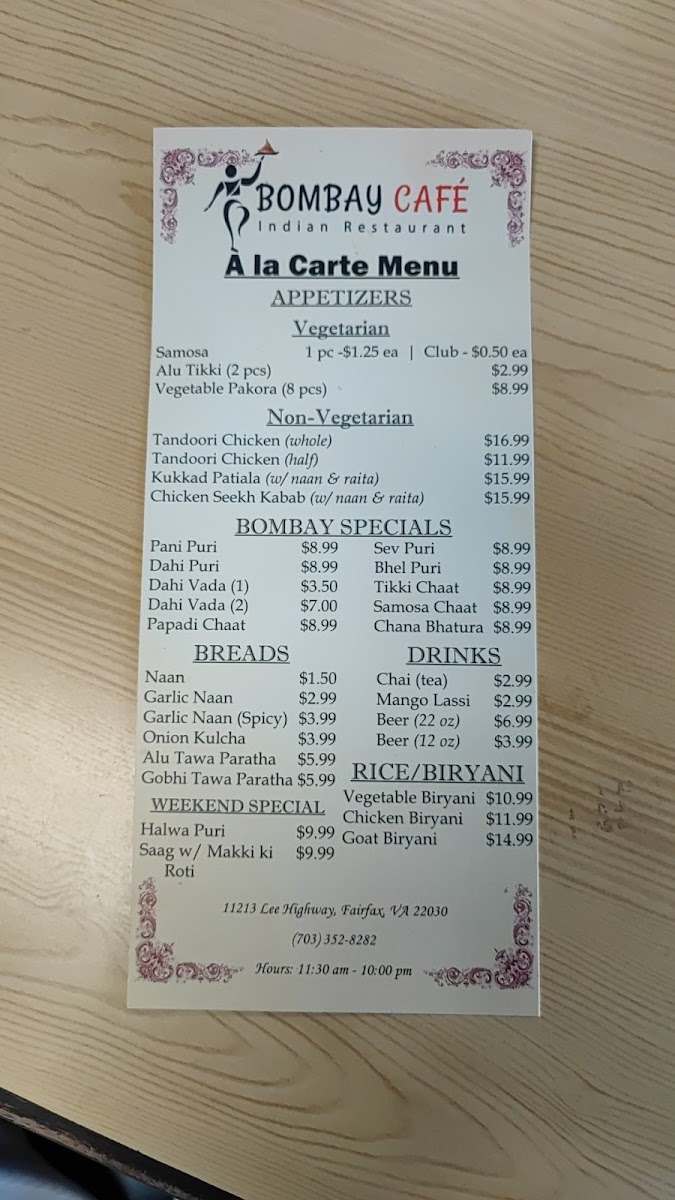 BOMBAY CAFÉ
Indian Restaurant
À la Carte Menu
APPETIZERS
Vegetarian
Samosa 1 pc -$1.25 ea | Club - $0.50 ea
Alu Tikki (2 pcs) $2.99
Vegetable Pakora (8 pcs) $8.99
Non-Vegetarian
Tandoori Chicken (whole) $16.99
Tandoori Chicken (half) $11.99
Kukkad Patiala (w/ naan & raita) $15.99
Chicken Seekh Kabab (w/ naan & raita) $15.99
BOMBAY SPECIALS
Pani Puri $8.99
Dahi Puri $8.99
Dahi Vada (1) $3.50
Dahi Vada (2) $7.00
Papadi Chaat $8.99
Sev Puri $8.99
Bhel Puri $8.99
Tikki Chaat $8.99
Samosa Chaat $8.99
Chana Bhatura $8.99
BREADS
Naan $1.50
Garlic Naan $2.99
Garlic Naan (Spicy) $3.99
Onion Kulcha $3.99
Alu Tawa Paratha $5.99
Gobhi Tawa Paratha $5.99
WEEKEND SPECIAL
Halwa Puri $9.99
Saag w/ Makki ki $9.99
Roti
DRINKS
Chai (tea) $2.99
Mango Lassi $2.99
Beer (22 oz) $6.99
Beer (12 oz) $3.99
RICE/BIRYANI
Vegetable Biryani $10.99
Chicken Biryani $11.99
Goat Biryani $14.99
11213 Lee Highway, Fairfax, VA 22030
(703) 352-8282
Hours: 11:30 am - 10:00 pm